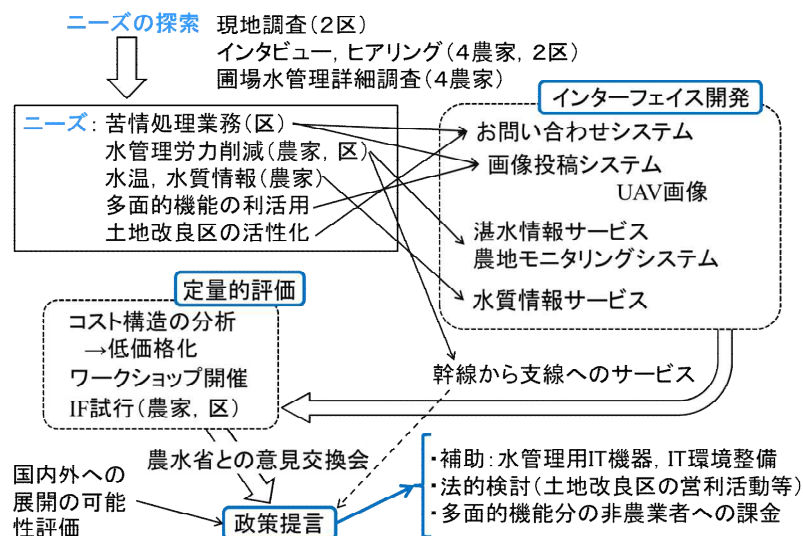 ニーズの探索
現地調査(2区)
インタビュー, ヒアリング(4農家, 2区)
圃場水管理詳細調査(4農家)
ニーズ: 苦情処理業務(区)
水管理労力削減(農家, 区)
水温, 水質情報(農家)
多面的機能の利活用
土地改良区の活性化
インターフェイス開発
お問い合わせシステム
画像投稿システム
UAV画像
湛水情報サービス
農地モニタリングシステム
水質情報サービス
定量的評価
コスト構造の分析
→低価格化
ワークショップ開催
IF試行(農家, 区)
幹線から支線へのサービス
農水省との意見交換会
国内外への
展開の可能
性評価
政策提言
・補助: 水管理用IT機器, IT環境整備
・法的検討(土地改良区の営利活動等)
・多面的機能分の非農業者への課金